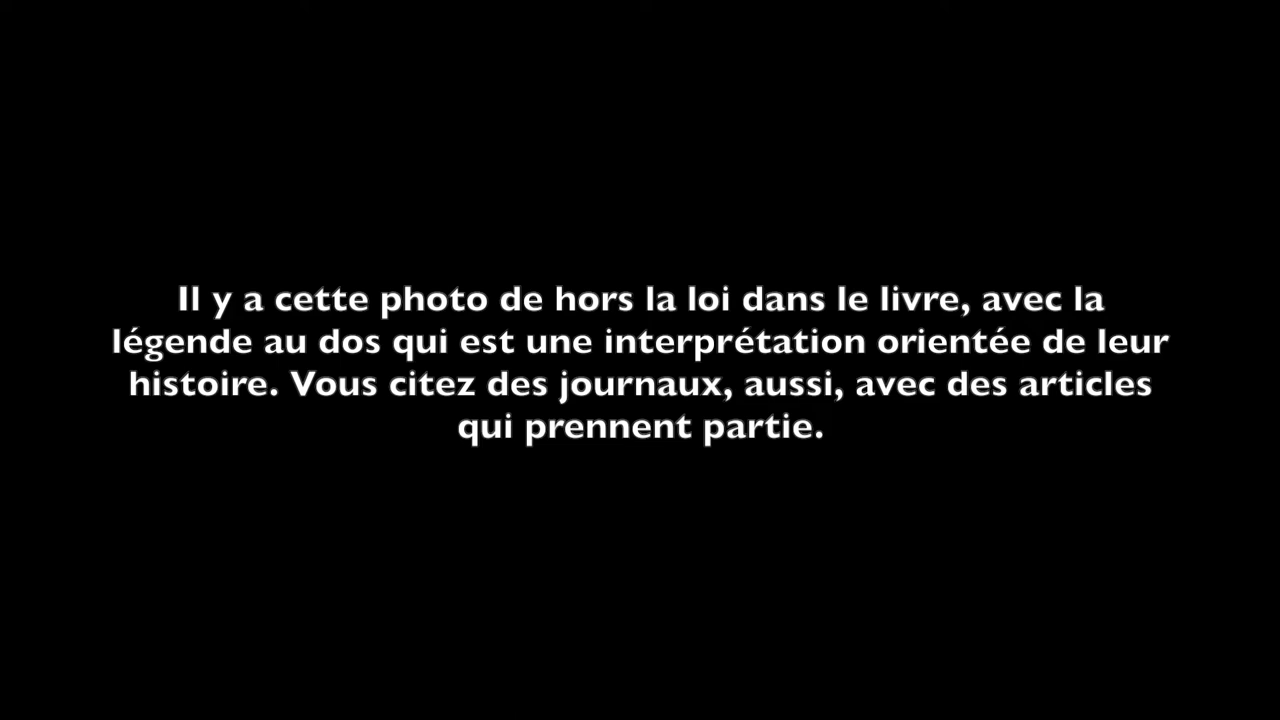 Il y a cette photo de hors la loi dans le livre, avec la
légende au dos qui est une interprétation orientée de leur
histoire. Vous citez des journaux, aussi, avec des articles
qui prennent partie.